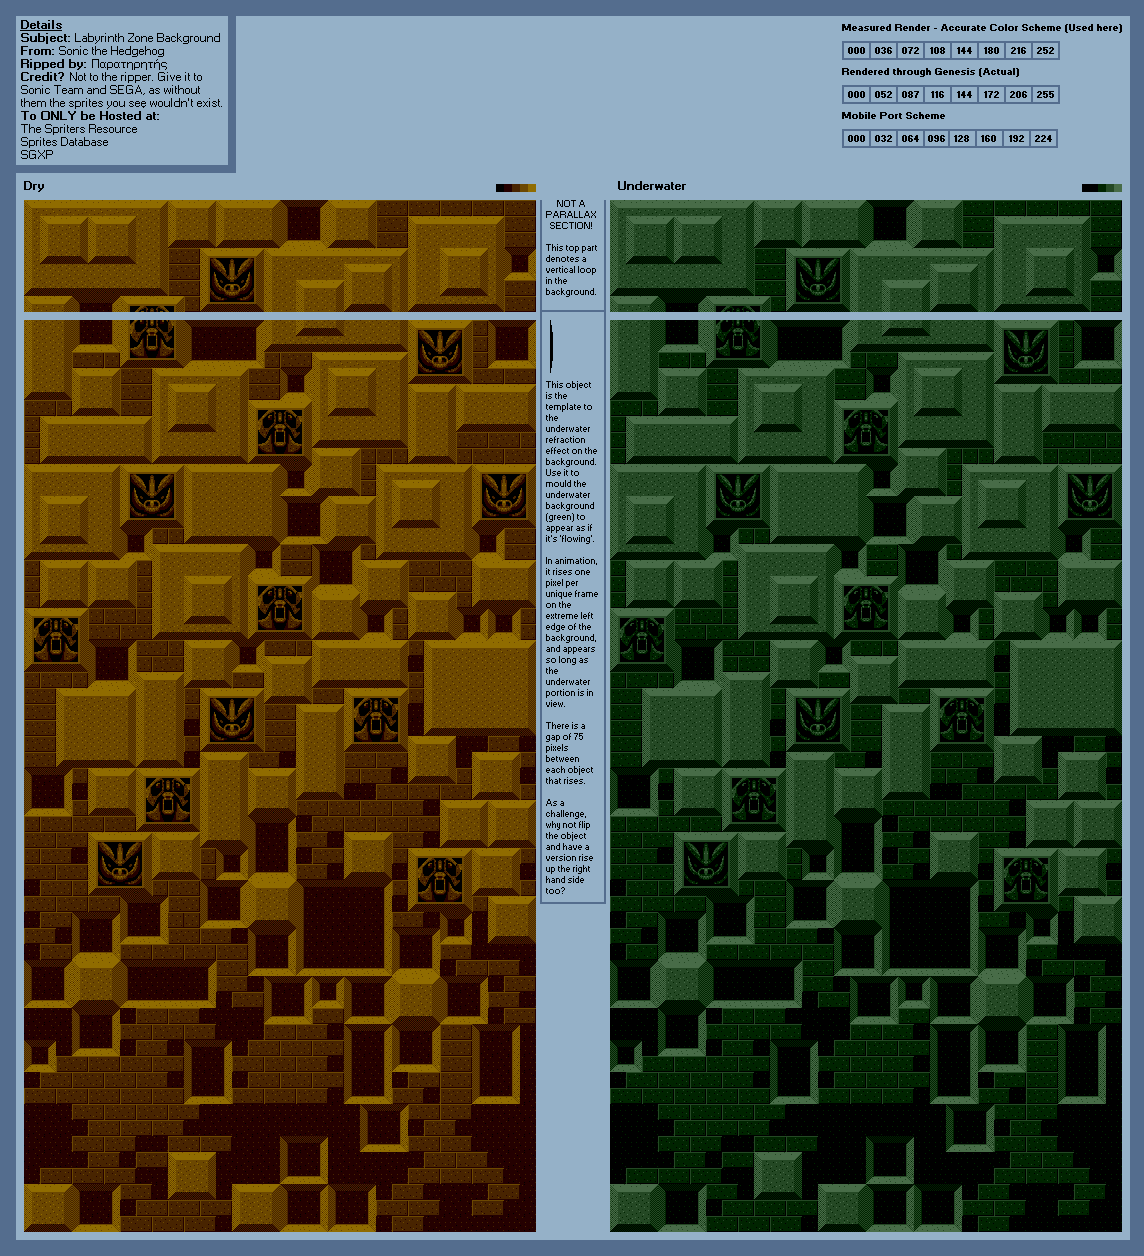 Details
Subject: Labyrinth Zone Background
From: Sonic the Hedgehog
Ripped by: Παρατηρητής
Credit? Not to the ripper. Give it to
Sonic Team and SEGA, as without
them the sprites you see wouldn't exist.
To ONLY be Hosted at:
The Spriters Resource
Sprites Database
SGXP
Measured Render - Accurate Color Scheme (Used here)
000 036 072 108 144 180 216 252
Rendered through Genesis (Actual)
000 052 087 116 144 172 206 255
Mobile Port Scheme
000 032 064 096 128 160 192 224
Dry
Underwater
NOT A
PARALLAX
SECTION!
This top part
denotes a
vertical loop
in the
background.
This object
is the
template to
the
underwater
refraction
effect on the
background.
Use it to
mould the
underwater
background
(green) to
appear as if
it's 'flowing'.
In animation,
it rises one
pixel per
unique frame
on the
extreme left
edge of the
background,
and appears
so long as
the
underwater
portion is in
view.
There is a
gap of 75
pixels
between
each object
that rises.
As a
challenge,
why not flip
the object
and have a
version rise
up the right
hand side
too?